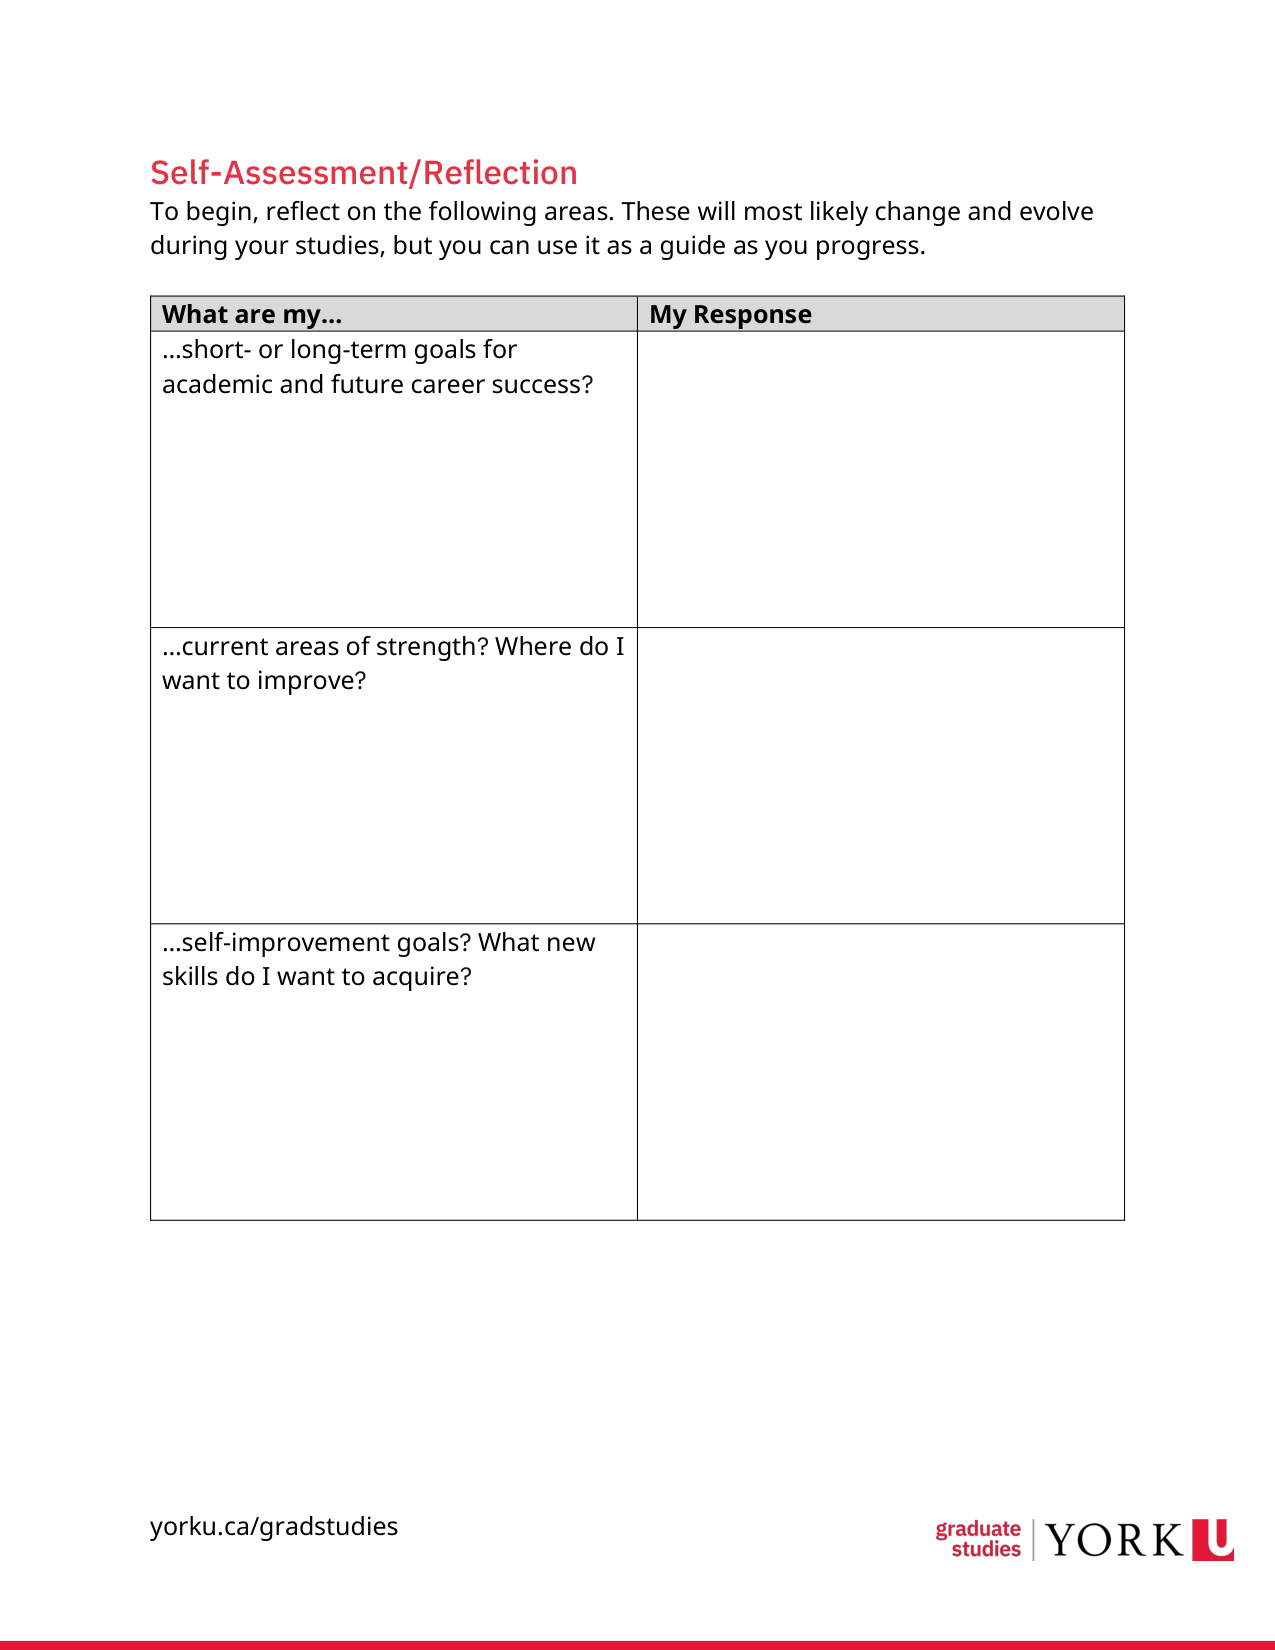 Self-Assessment/Reflection
To begin, reflect on the following areas. These will most likely change and evolve
during your studies, but you can use it as a guide as you progress.
What are my…
My Response
…short- or long-term goals for
academic and future career success?
…current areas of strength? Where do I
want to improve?
…self-improvement goals? What new
skills do I want to acquire?
yorku.ca/gradstudies
graduate
studies
YORK U